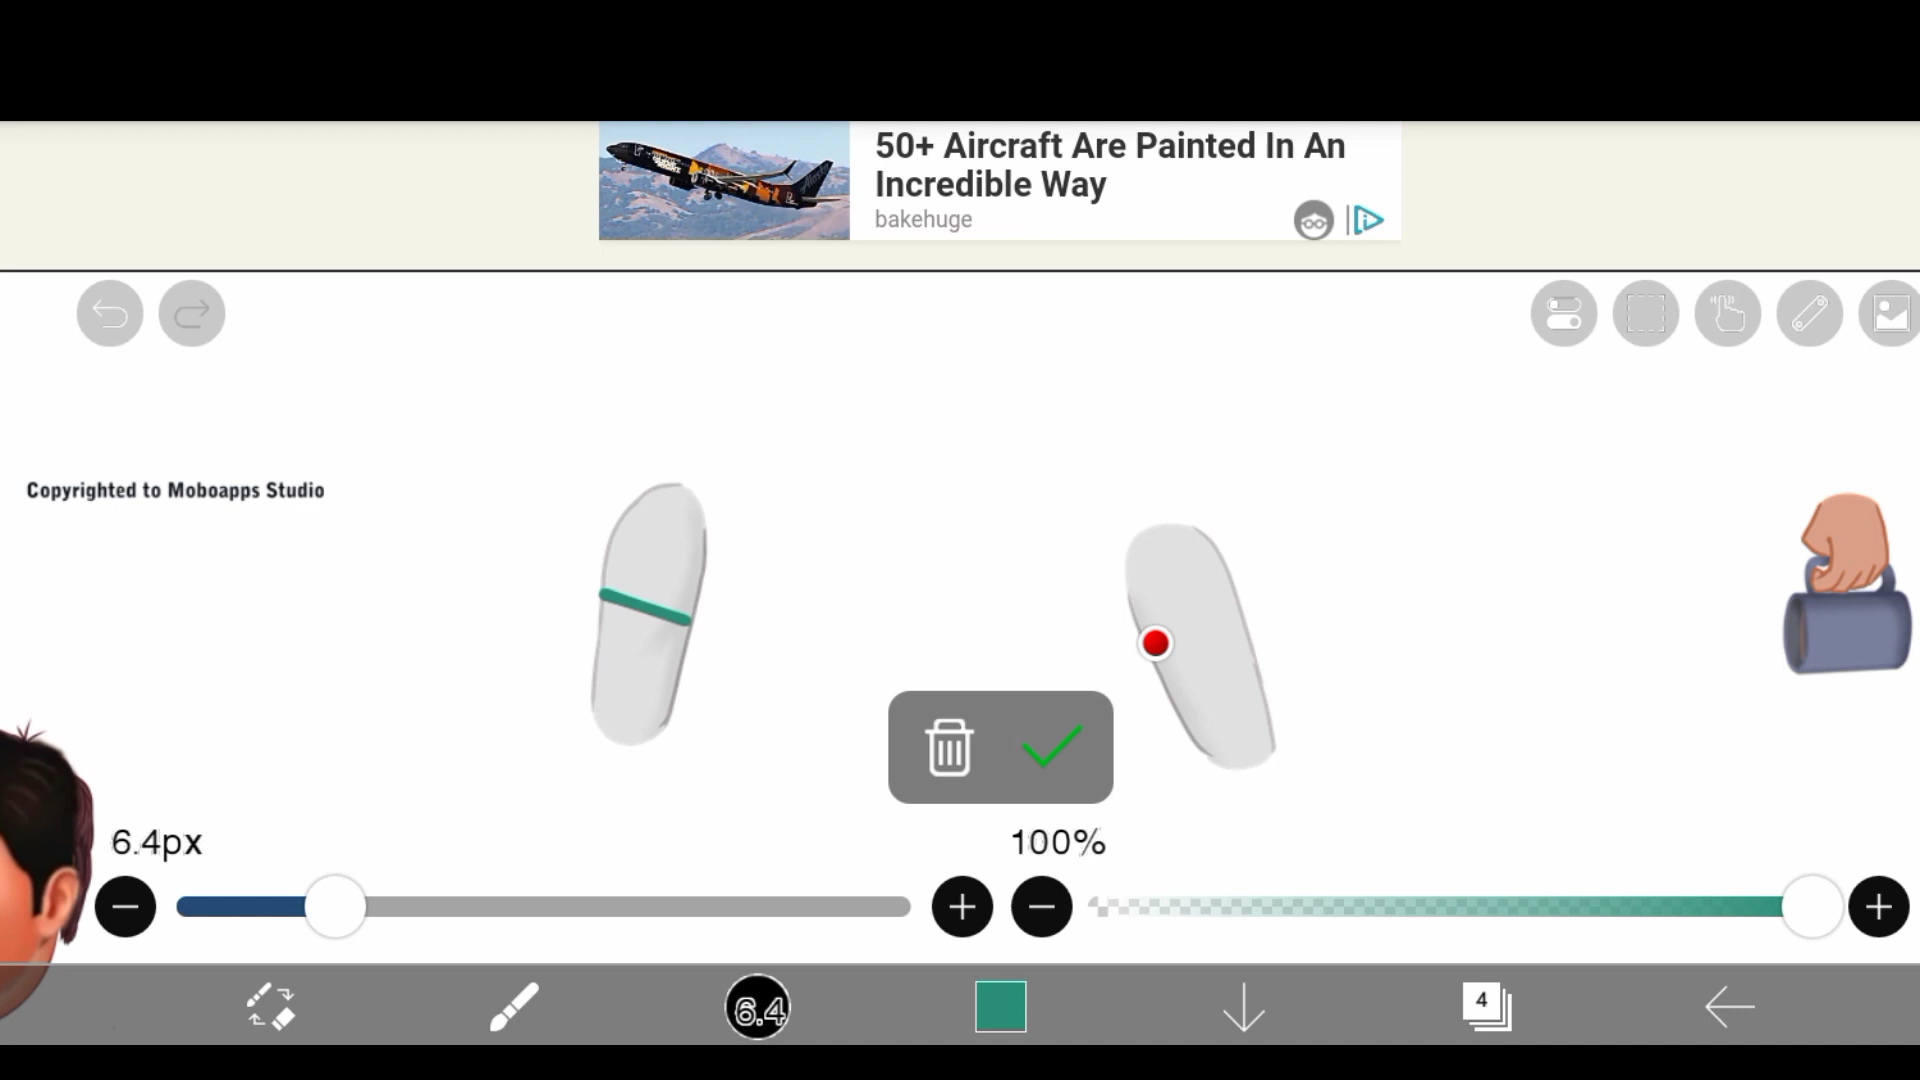 50+ Aircraft Are Painted In An
Incredible Way
bakehuge
Copyrighted to Moboapps Studio
6.4px
100%
6.4
4